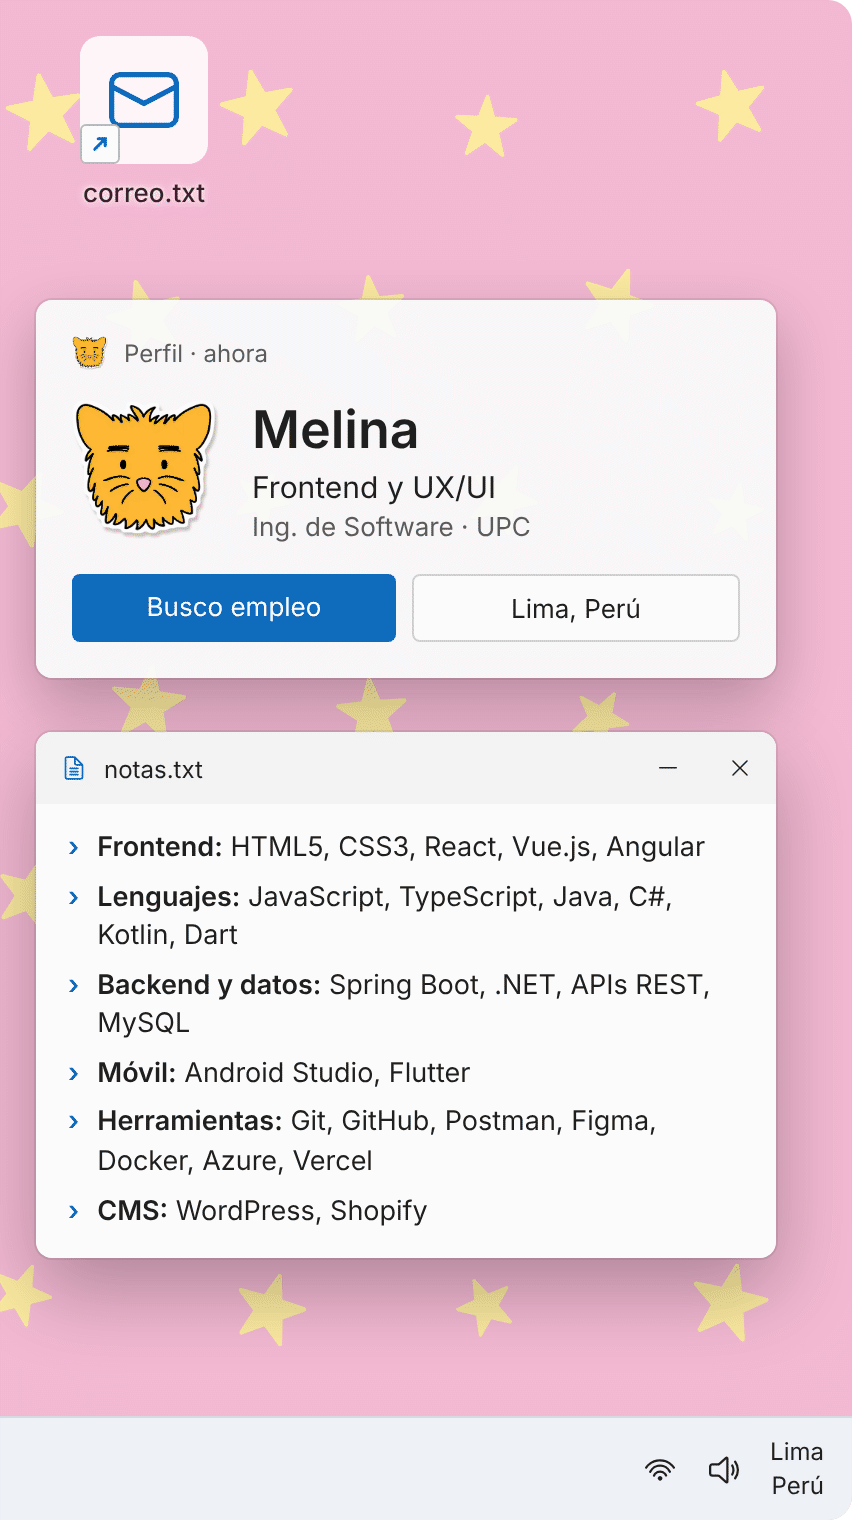 correo.txt
Perfil · ahora
Melina
Frontend y UX/UI
Ing. de Software · UPC
Busco empleo
Lima, Perú
notas.txt
› Frontend: HTML5, CSS3, React, Vue.js, Angular
› Lenguajes: JavaScript, TypeScript, Java, C#,
Kotlin, Dart
› Backend y datos: Spring Boot, .NET, APIs REST,
MySQL
› Móvil: Android Studio, Flutter
› Herramientas: Git, GitHub, Postman, Figma,
Docker, Azure, Vercel
› CMS: WordPress, Shopify
Lima
Perú